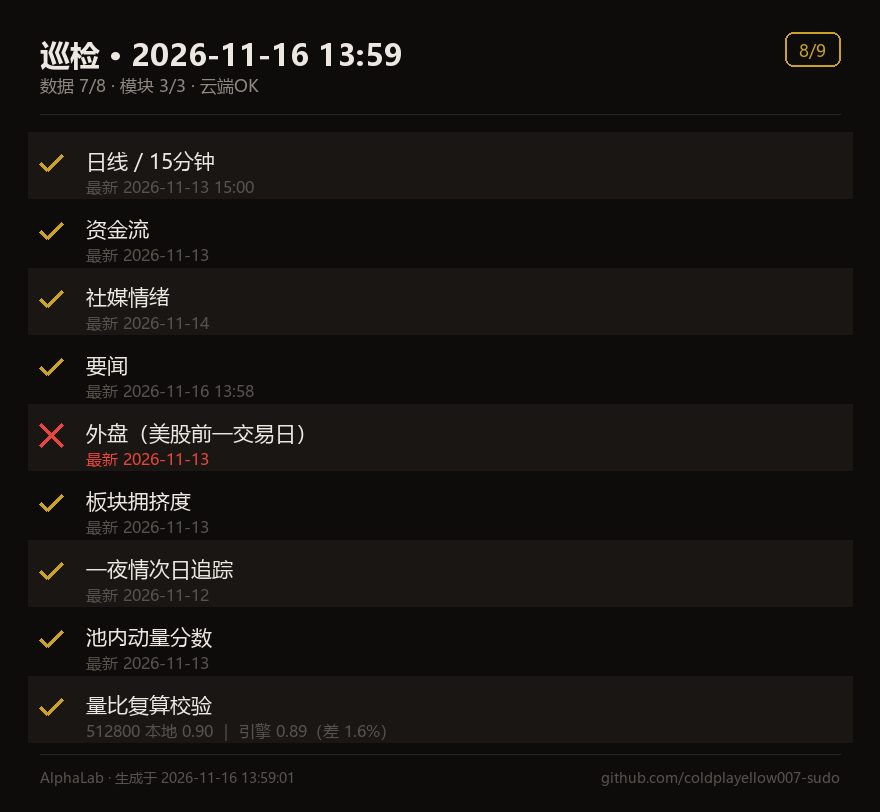 巡检 • 2026-11-16 13:59
8/9
数据 7/8 · 模块 3/3 · 云端OK
日线 / 15分钟
最新 2026-11-13 15:00
资金流
最新 2026-11-13
社媒情绪
最新 2026-11-14
要闻
最新 2026-11-16 13:58
外盘（美股前一交易日）
最新 2026-11-13
板块拥挤度
最新 2026-11-13
一夜情次日追踪
最新 2026-11-12
池内动量分数
最新 2026-11-13
量比复算校验
512800 本地 0.90 ｜ 引擎 0.89（差 1.6%）
AlphaLab · 生成于 2026-11-16 13:59:01
github.com/coldplayellow007-sudo